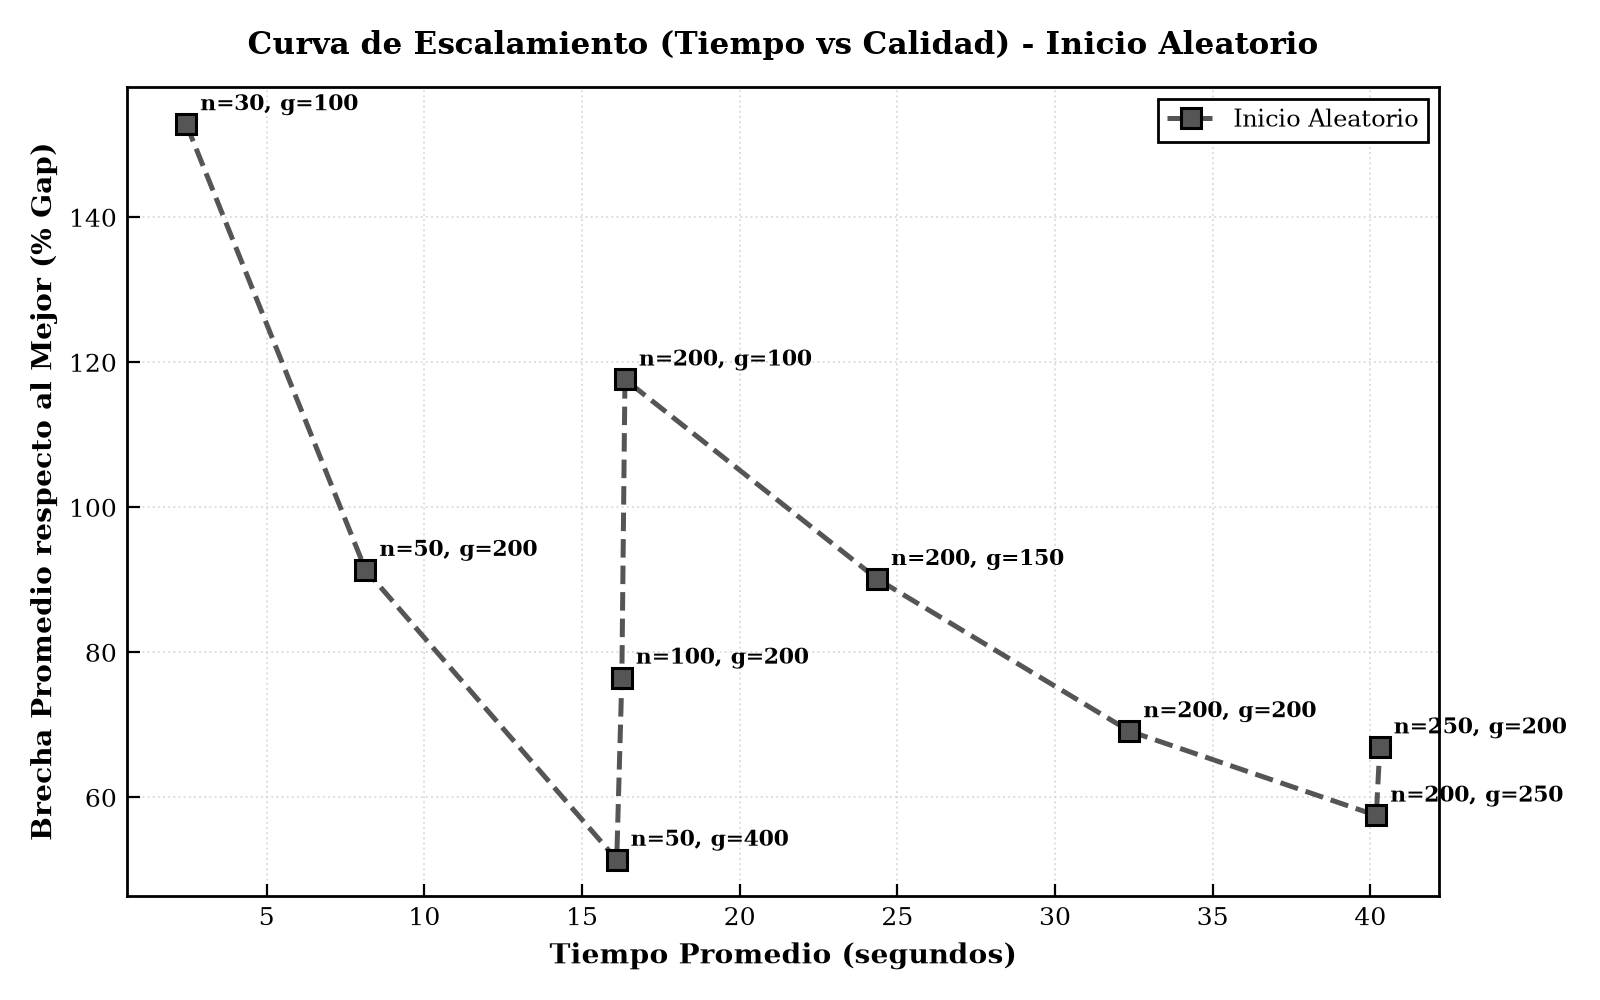 Curva de Escalamiento (Tiempo vs Calidad) - Inicio Aleatorio
Brecha Promedio respecto al Mejor (% Gap)
140
120
100
80
60
n=30, g=100
Inicio Aleatorio
n=200, g=100
n=50, g=200
n=200, g=150
n=100, g=200
n=200, g=200
n=250, g=200
n=200, g=250
n=50, g=400
5
10
15
20
25
30
35
40
Tiempo Promedio (segundos)